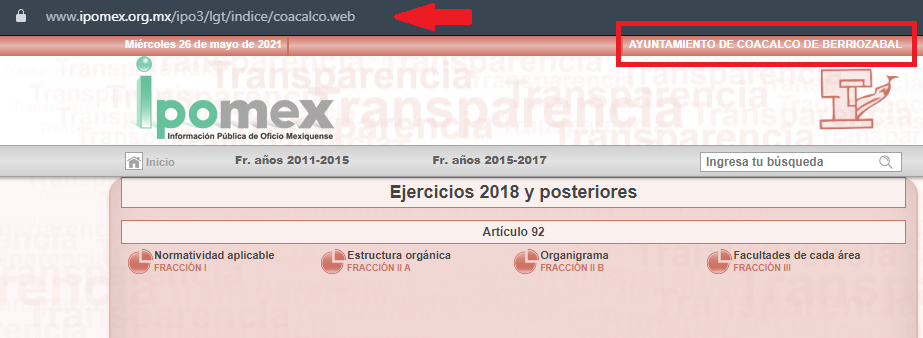 www.ipomex.org.mx/ipo3/lgt/indice/coacalco.web
Miércoles 26 de mayo de 2021
AYUNTAMIENTO DE COACALCO DE BERRIOZABAL
Transparencia
Transparencia
ipomex
Información Pública de Oficio Mexiquense
Inicio
Fr. años 2011-2015
Fr. años 2015-2017
Ingresa tu búsqueda
Ejercicios 2018 y posteriores
Artículo 92
Normatividad aplicable
FRACCIÓN I
Estructura orgánica
FRACCIÓN II A
Organigrama
FRACCIÓN II B
Facultades de cada área
FRACCIÓN III